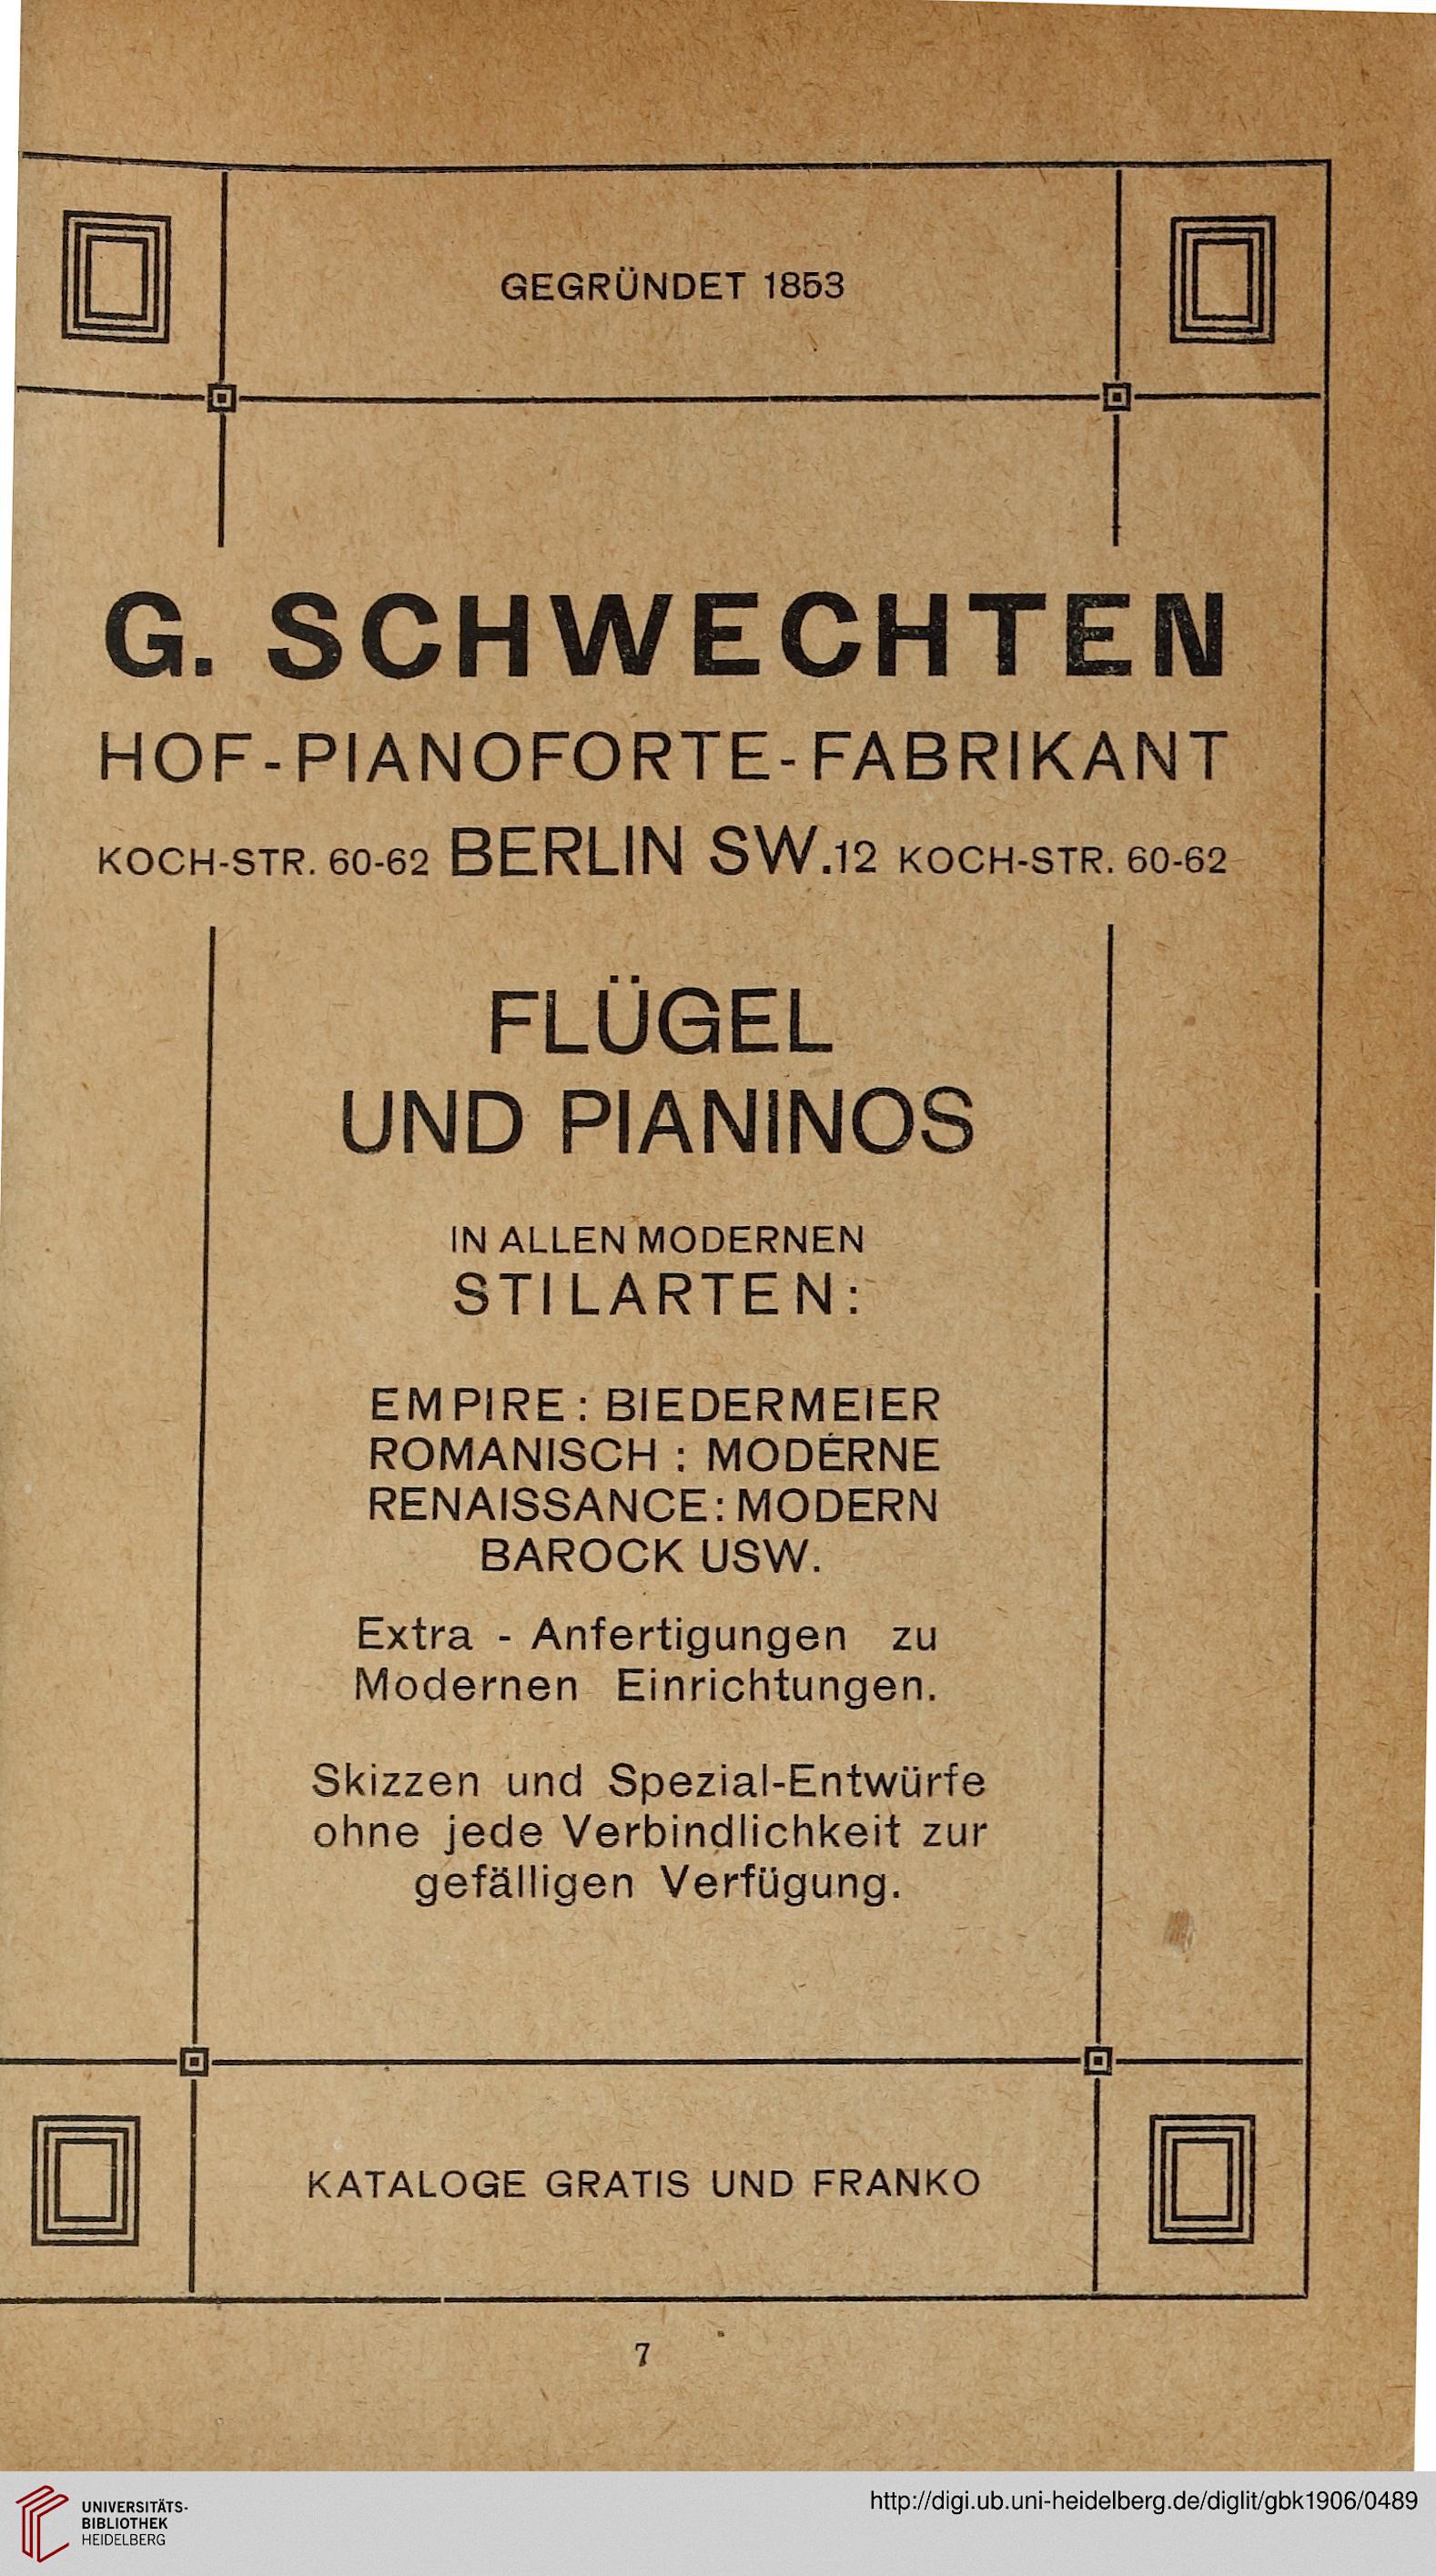 GEGRÜNDET 1853
G. SCHWECHTEN
HOF-PIANOFORTE-FABRIKANT
KOCH-STR. 60-62 BERLIN SW.12 KOCH-STR. 60-62
FLÜGEL
UND PIANINOS
IN ALLEN MODERNEN
STILARTEN:
EMPIRE : BIEDERMEIER
ROMANISCH : MODERNE
RENAISSANCE : MODERN
BAROCK USW.
Extra - Anfertigungen zu
Modernen Einrichtungen.
Skizzen und Spezial-Entwürfe
ohne jede Verbindlichkeit zur
gefälligen Verfügung.
KATALOGE GRATIS UND FRANKO
7
UNIVERSITÄTS-
BIBLIOTHEK
HEIDELBERG
http://digi.ub.uni-heidelberg.de/diglit/gbk1906/0489